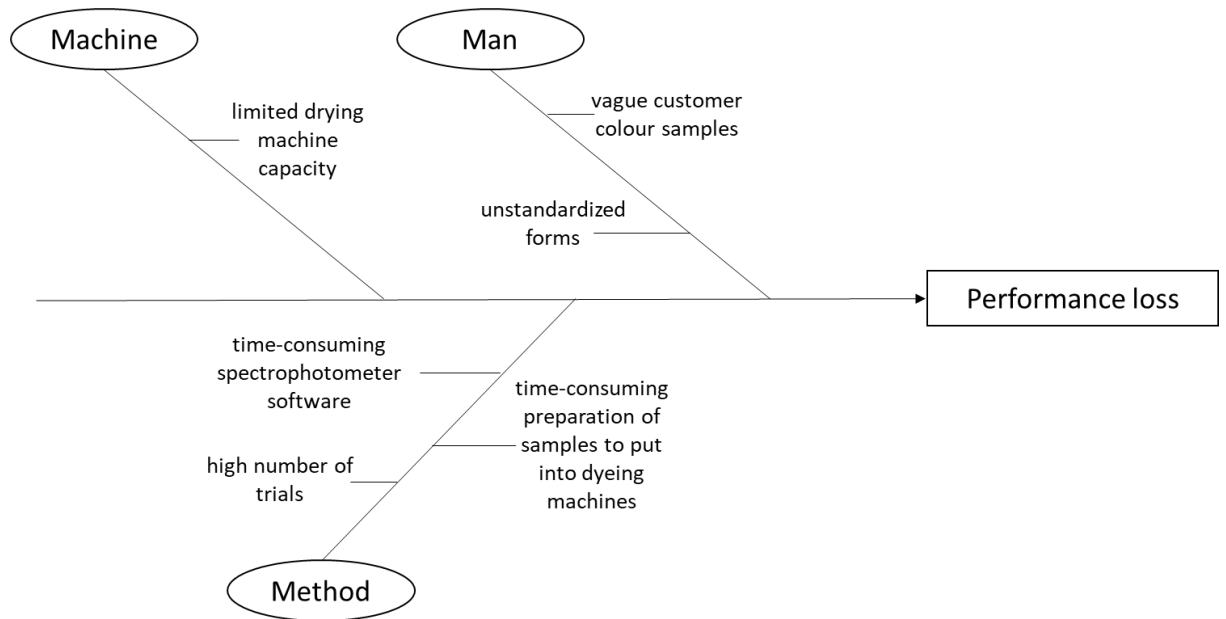 Machine
Man
limited drying
machine
capacity
vague customer
colour samples
unstandardized
forms
Performance loss
time-consuming
spectrophotometer
software
time-consuming
preparation of
samples to put
into dyeing
machines
high number of
trials
Method